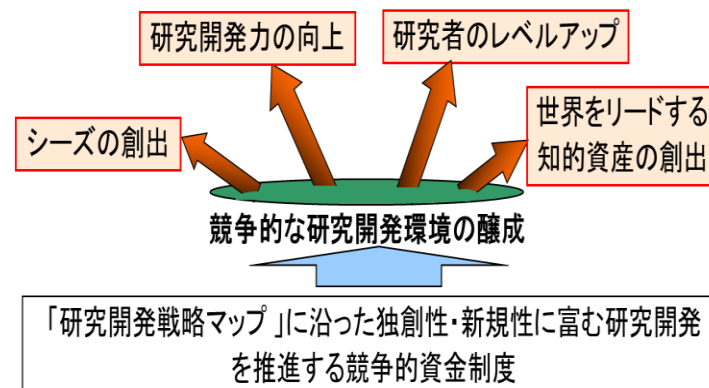 研究開発力の向上
研究者のレベルアップ
シーズの創出
世界をリードする
知的資産の創出
競争的な研究開発環境の醸成
「研究開発戦略マップ」に沿った独創性・新規性に富む研究開発
を推進する競争的資金制度